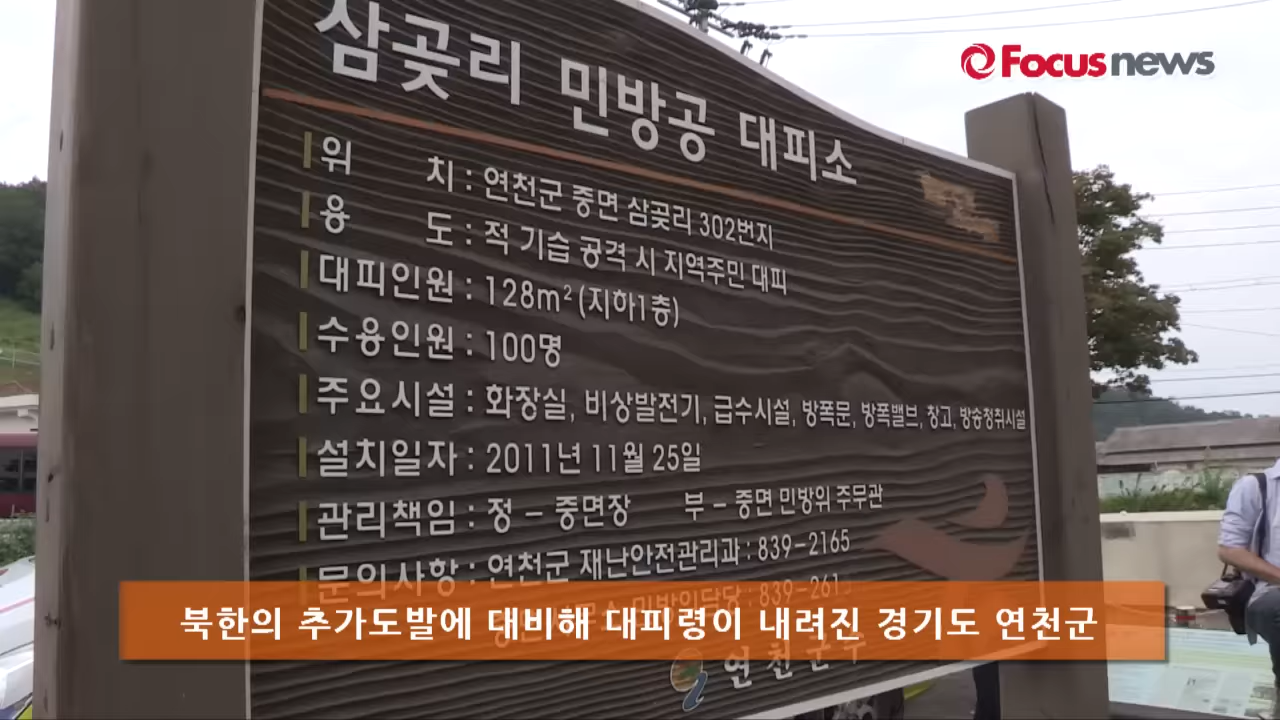 Focus news
삼곶리 민방공 대피소
위 치 : 연천군 중면 삼곶리 302번지
용 도 : 적 기습 공격 시 지역주민 대피
대피인원 : 128m² (지하1층)
수용인원 : 100명
주요시설 : 화장실, 비상발전기, 급수시설, 방폭문, 방폭밸브, 창고, 방송청취시설
설치일자 : 2011년 11월 25일
관리책임 : 정 - 중면장 부 - 중면 민방위 주무관
문의사항 : 연천군 재난안전관리과 : 839-2165
민방위담당 : 839-261
북한의 추가도발에 대비해 대피령이 내려진 경기도 연천군
연천군수